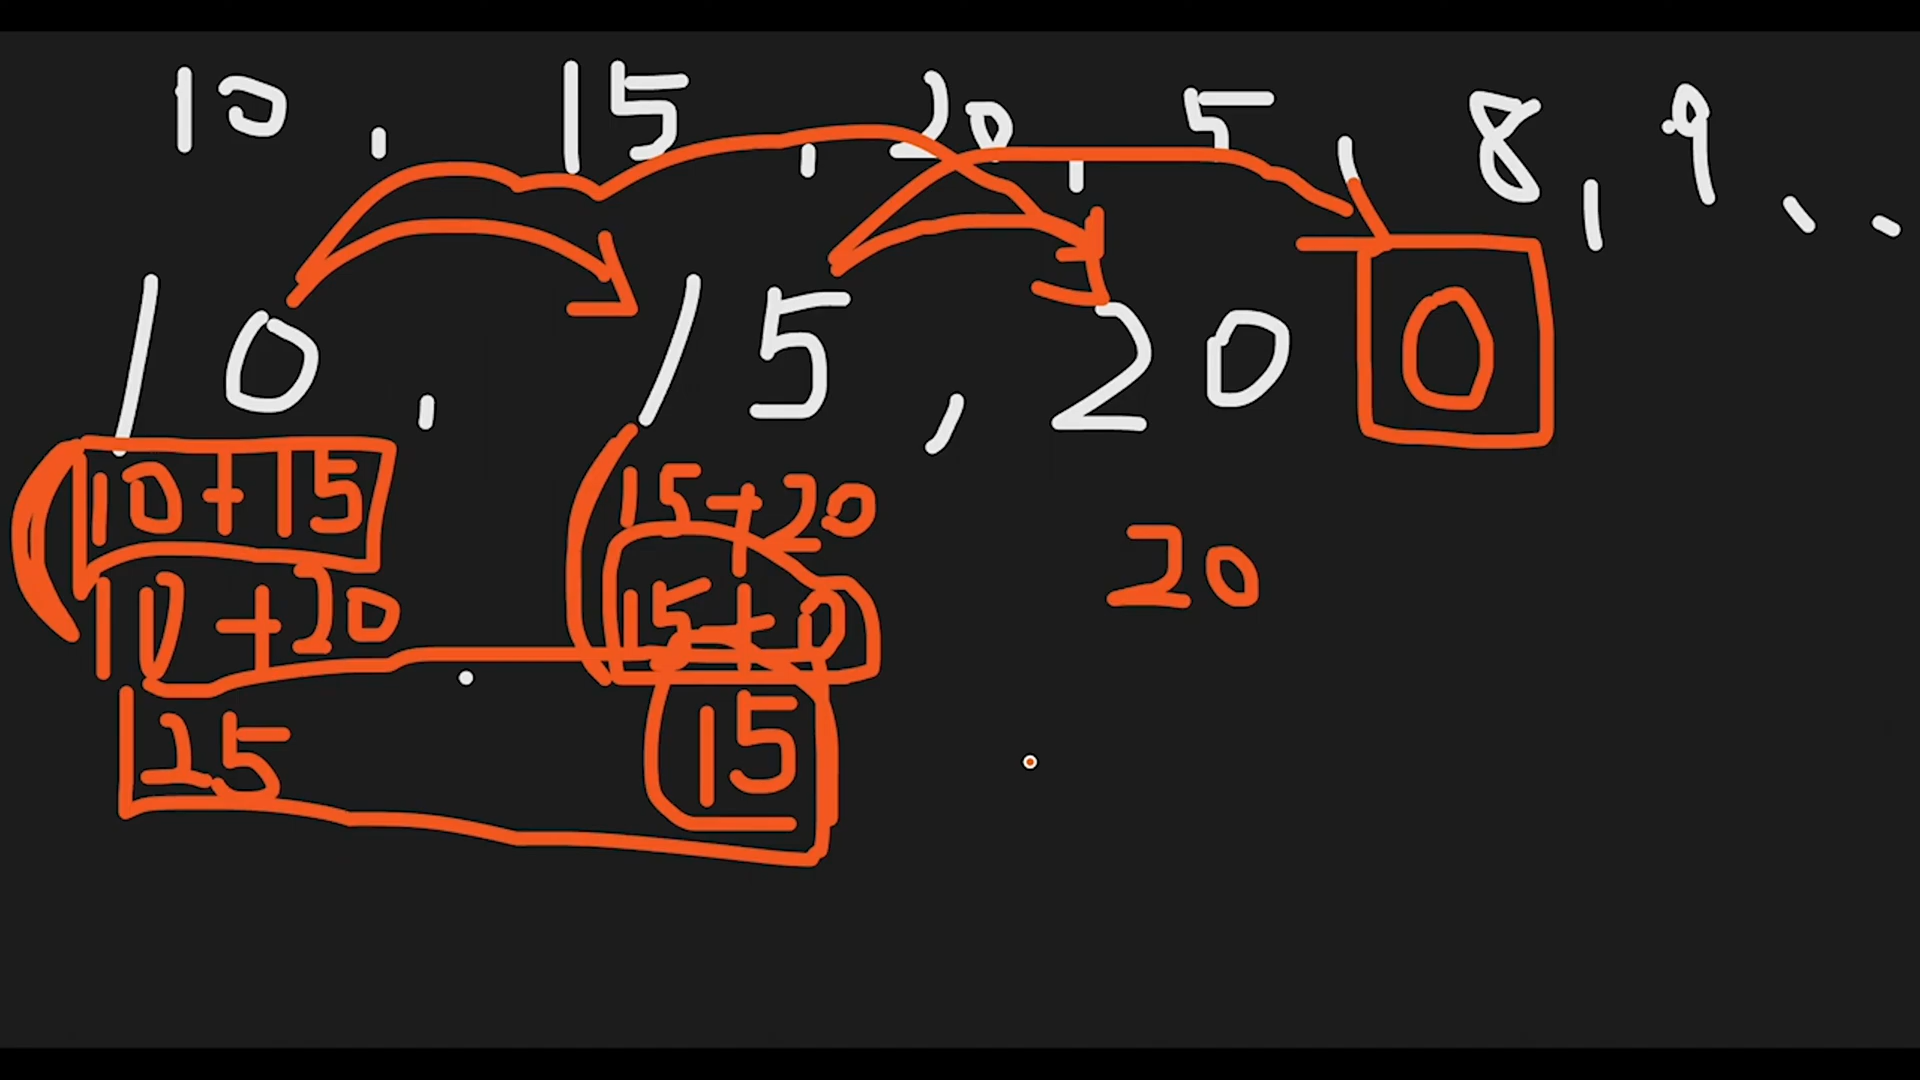 10, 15, 20, 5, 8, 9 . .
10, 15, 20 0
10+15 15+20
10+20 15+0 20
25 15